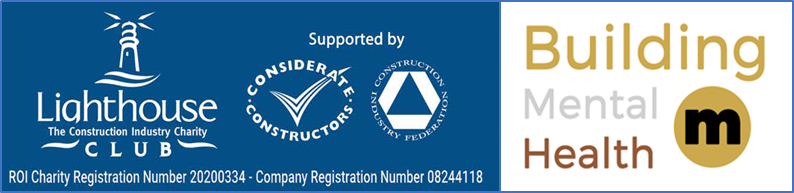 Lighthouse
The Construction Industry Charity
CLUB
Supported by
CONSIDERATE
CONSTRUCTORS
CONSTRUCTION
INDUSTRY FEDERATION
ROI Charity Registration Number 20200334 - Company Registration Number 08244118
Building
Mental
Health
m